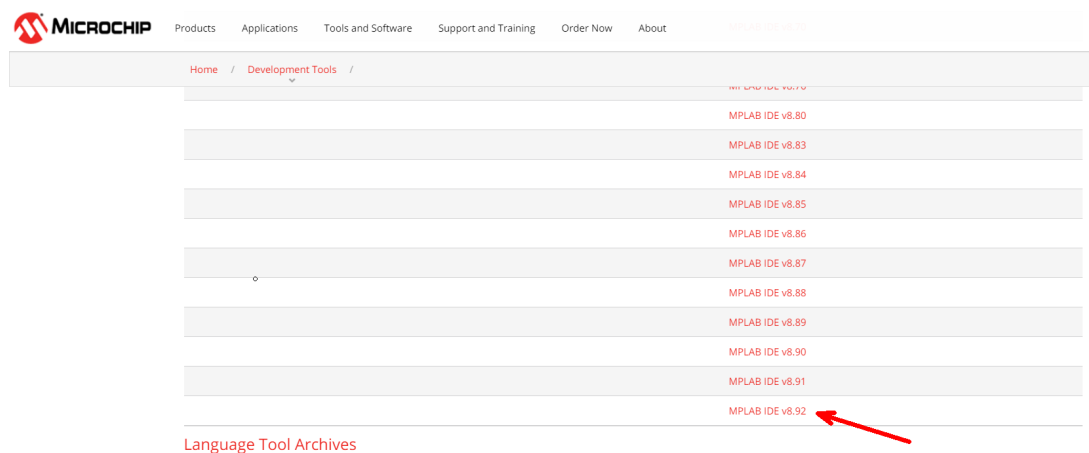 MICROCHIP Products Applications Tools and Software Support and Training Order Now About
Home / Development Tools /
MPLAB IDE v8.80
MPLAB IDE v8.83
MPLAB IDE v8.84
MPLAB IDE v8.85
MPLAB IDE v8.86
MPLAB IDE v8.87
MPLAB IDE v8.88
MPLAB IDE v8.89
MPLAB IDE v8.90
MPLAB IDE v8.91
MPLAB IDE v8.92
Language Tool Archives